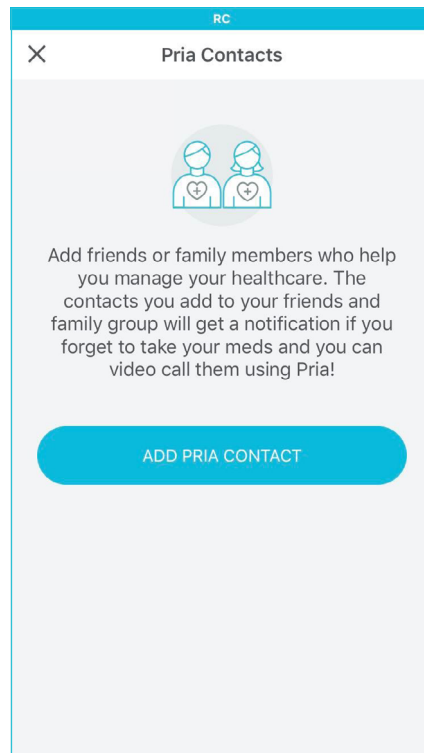 RC
Pria Contacts
Add friends or family members who help
you manage your healthcare. The
contacts you add to your friends and
family group will get a notification if you
forget to take your meds and you can
video call them using Pria!
ADD PRIA CONTACT